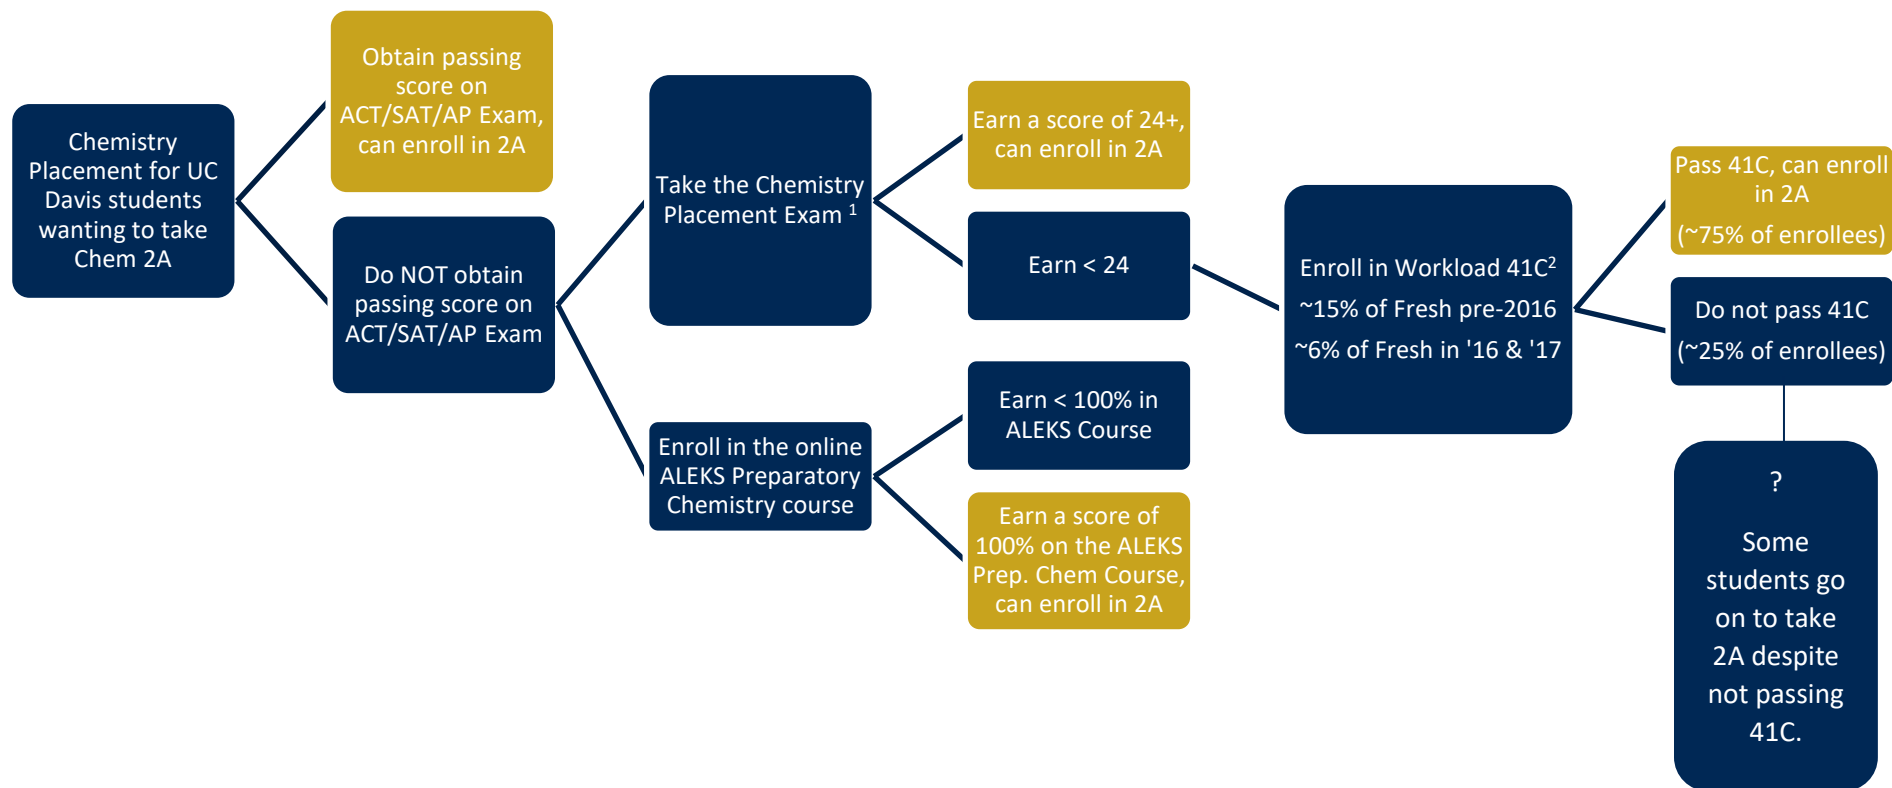 Chemistry
Placement for UC
Davis students
wanting to take
Chem 2A
Obtain passing
score on
ACT/SAT/AP Exam,
can enroll in 2A
Do NOT obtain
passing score on
ACT/SAT/AP Exam
Take the Chemistry
Placement Exam ¹
Enroll in the online
ALEKS Preparatory
Chemistry course
Earn a score of 24+,
can enroll in 2A
Earn < 24
Earn < 100% in
ALEKS Course
Earn a score of
100% on the ALEKS
Prep. Chem Course,
can enroll in 2A
Enroll in Workload 41C²
~15% of Fresh pre-2016
~6% of Fresh in '16 & '17
Pass 41C, can enroll
in 2A
(~75% of enrollees)
Do not pass 41C
(~25% of enrollees)
?
Some
students go
on to take
2A despite
not passing
41C.